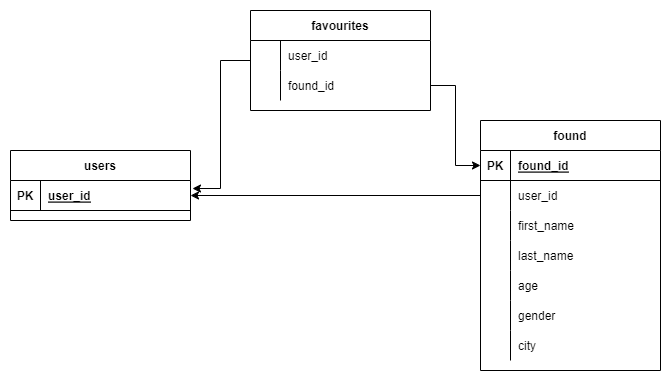 favourites
user_id
found_id
users
PK user_id
found
PK found_id
user_id
first_name
last_name
age
gender
city